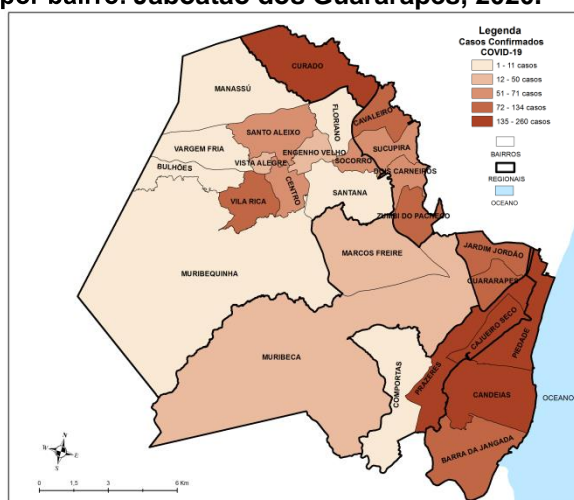 por bairro. Jaboatão dos Guararapes, 2020.
Legenda
Casos Confirmados
COVID-19
1 - 11 casos
12 - 50 casos
51 - 71 casos
72 - 134 casos
135 - 260 casos
BAIRROS
REGIONAIS
OCEANO
CURADO
MANASSÚ
FLORIANO
CAVALEIRO
SANTO ALEIXO
VARGEM FRIA
ENGENHO VELHO
SUCUPIRA
VISTA ALEGRE
SOCORRO
BULHÕES
DOIS CARNEIROS
CENTRO
SANTANA
VILA RICA
ZUMBI DO PACHECO
MARCOS FREIRE
JARDIM JORDÃO
GUARARAPES
MURIBEQUINHA
CAJUEIRO SECO
PIEDADE
MURIBECA
COMPORTAS
PRAZERES
CANDEIAS
OCEANO
BARRA DA JANGADA
N
W
E
S
0 1,5 3 6 Km